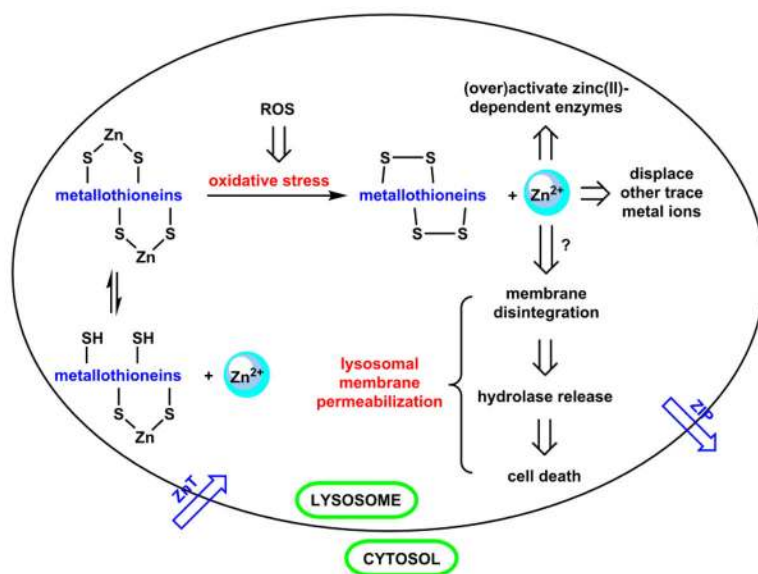 (over)activate zinc(II)-
dependent enzymes
ROS
Zn
S
S
oxidative stress
metallothioneins
S
S
Zn
S
S
metallothioneins
S
S
+
Zn2+
displace
other trace
metal ions
?
membrane
disintegration
SH
SH
metallothioneins
S
S
Zn
+
Zn2+
lysosomal
membrane
permeabilization
hydrolase release
cell death
ZnT
ZiP
LYSOSOME
CYTOSOL